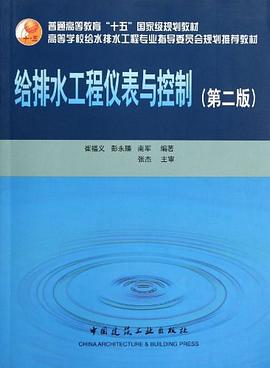 普通高等教育“十五”国家级规划教材
高等学校给水排水工程专业指导委员会规划推荐教材
十五
给排水工程仪表与控制(第二版)
崔福义 彭永臻 南军 编著
张杰 主审
中国建筑工业出版社
CHINA ARCHITECTURE & BUILDING PRESS